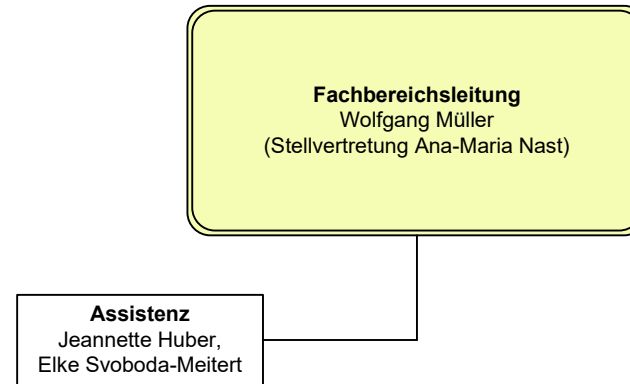 Fachbereichsleitung
Wolfgang Müller
(Stellvertretung Ana-Maria Nast)
Assistenz
Jeannette Huber,
Elke Svoboda-Meitert